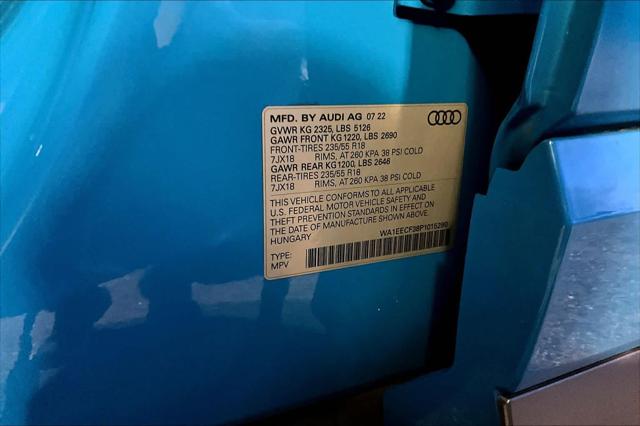 MFD. BY AUDI AG 07 22
GVWR KG 2325, LBS 5126
GAWR FRONT KG1220, LBS 2690
FRONT-TIRES 235/55 R18
7JX18 RIMS, AT 260 KPA 38 PSI COLD
GAWR REAR KG1200, LBS 2646
REAR-TIRES 235/55 R18
7JX18 RIMS, AT 260 KPA 38 PSI COLD
THIS VEHICLE CONFORMS TO ALL APPLICABLE
U.S. FEDERAL MOTOR VEHICLE SAFETY AND
THEFT PREVENTION STANDARDS IN EFFECT ON
THE DATE OF MANUFACTURE SHOWN ABOVE.
HUNGARY
WA1EECF38P1015290
TYPE:
MPV